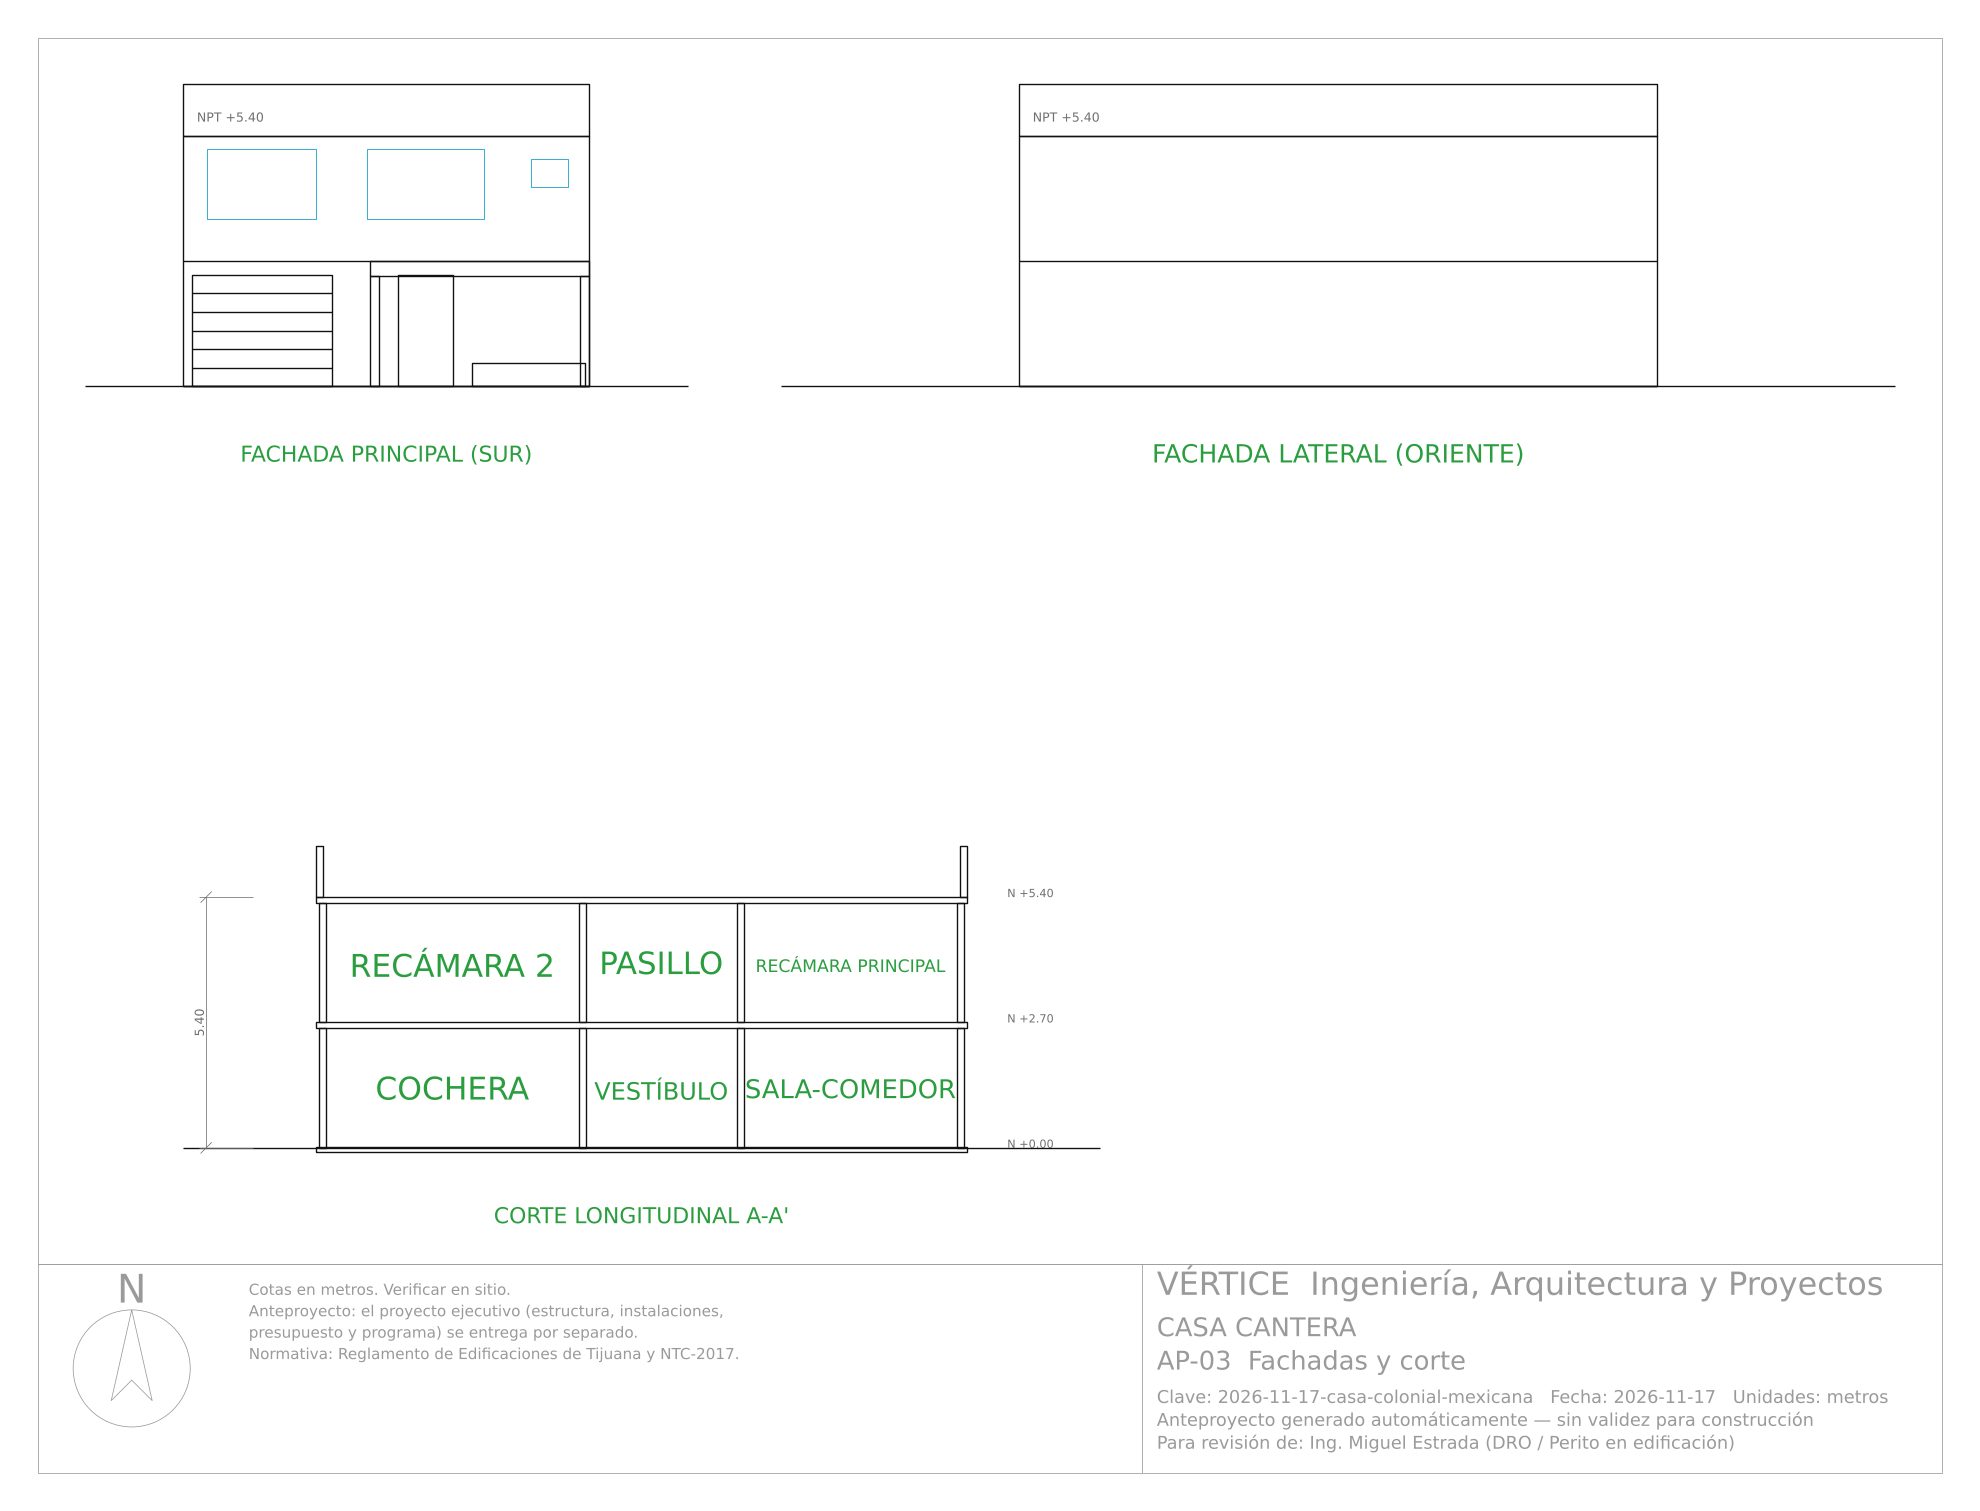 NPT +5.40
NPT +5.40
FACHADA PRINCIPAL (SUR)
FACHADA LATERAL (ORIENTE)
N +5.40
RECÁMARA 2
PASILLO
RECÁMARA PRINCIPAL
5.40
N +2.70
COCHERA
VESTÍBULO
SALA-COMEDOR
N +0.00
CORTE LONGITUDINAL A-A'
N
Cotas en metros. Verificar en sitio.
Anteproyecto: el proyecto ejecutivo (estructura, instalaciones,
presupuesto y programa) se entrega por separado.
Normativa: Reglamento de Edificaciones de Tijuana y NTC-2017.
VÉRTICE  Ingeniería, Arquitectura y Proyectos
CASA CANTERA
AP-03  Fachadas y corte
Clave: 2026-11-17-casa-colonial-mexicana   Fecha: 2026-11-17   Unidades: metros
Anteproyecto generado automáticamente — sin validez para construcción
Para revisión de: Ing. Miguel Estrada (DRO / Perito en edificación)